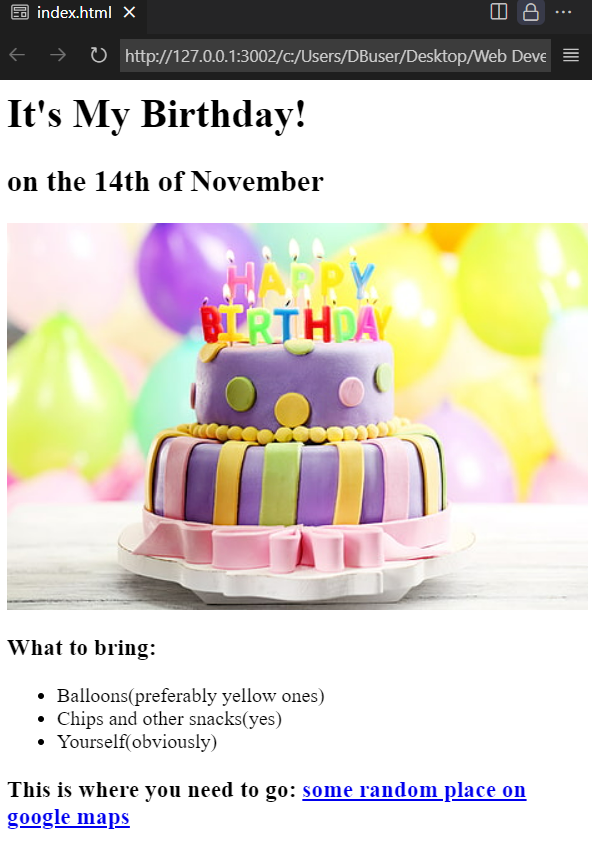 index.html
http://127.0.0.1:3002/c:/Users/DBuser/Desktop/Web Deve
It's My Birthday!
on the 14th of November
HAPPY
BIRTHDAY
What to bring:
Balloons(preferably yellow ones)
Chips and other snacks(yes)
Yourself(obviously)
This is where you need to go: some random place on
google maps